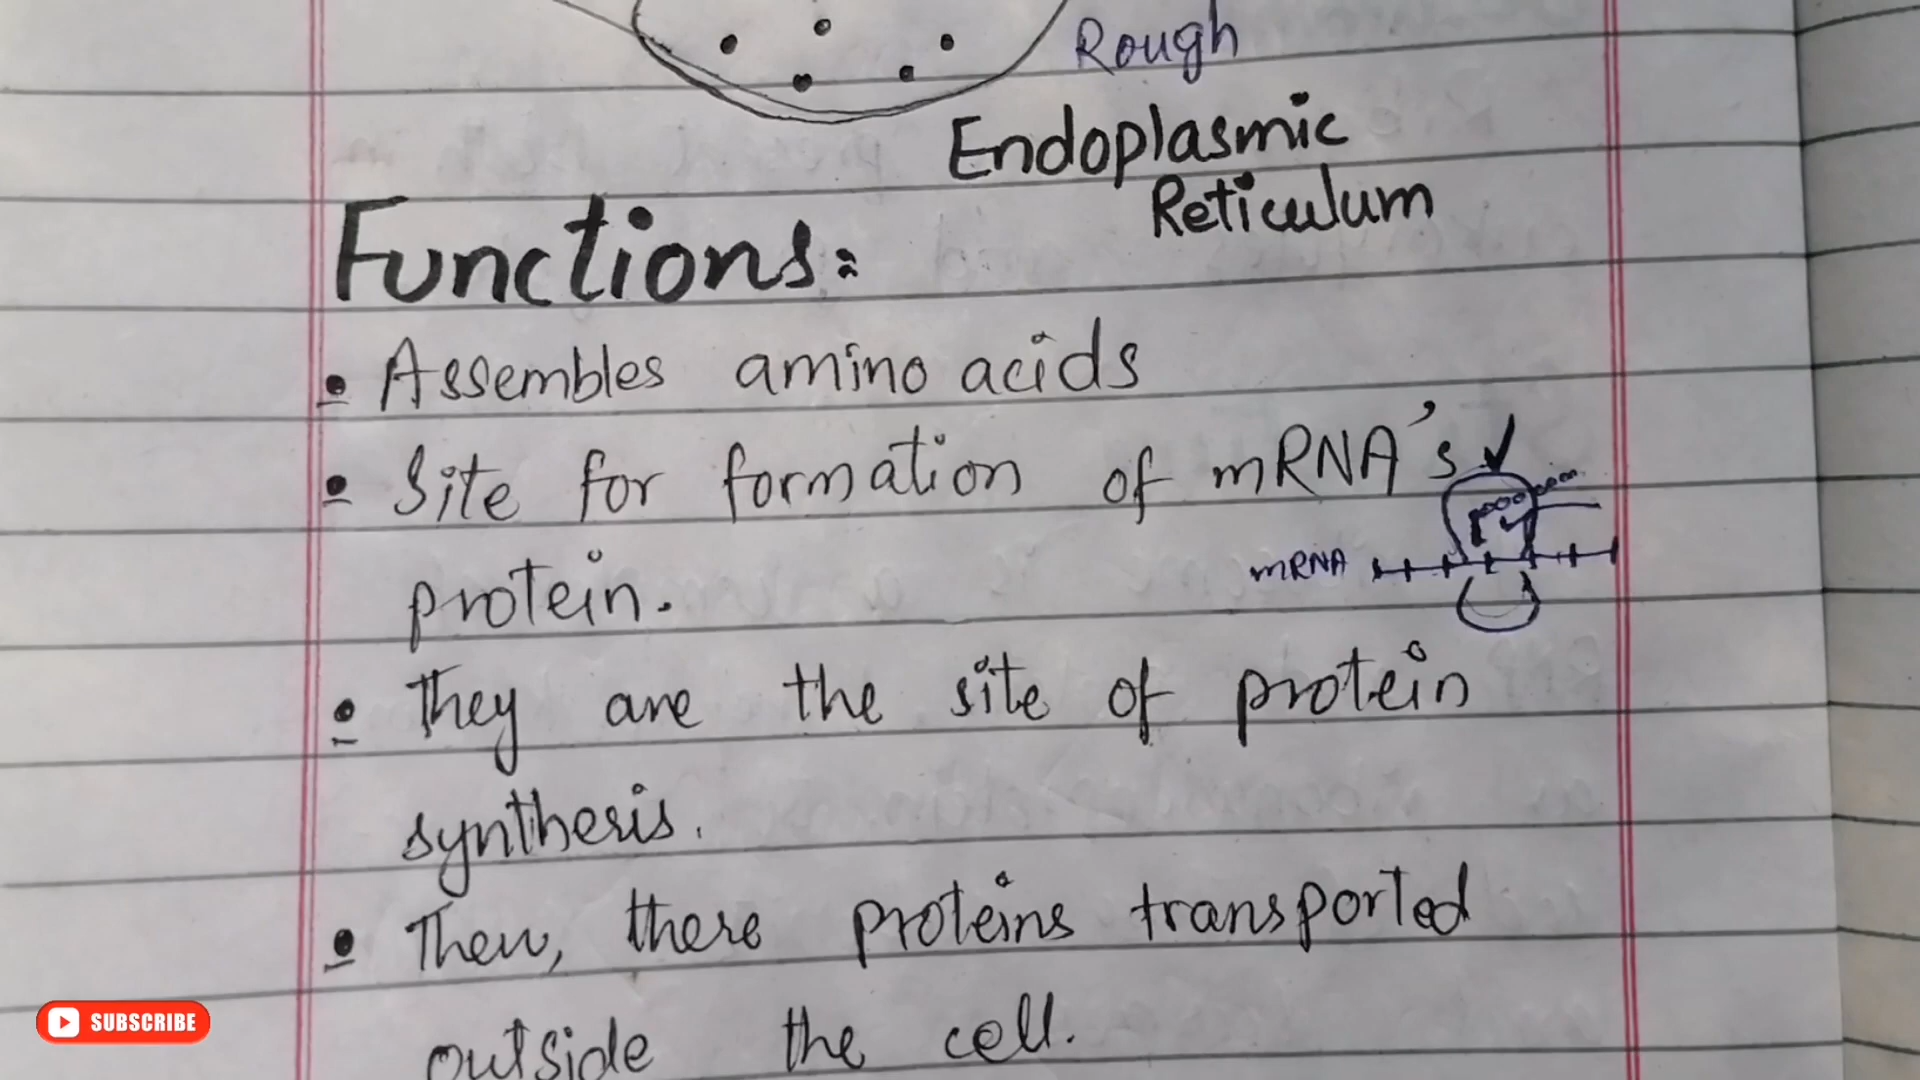 Rough
Endoplasmic
Reticulum
Functions:
• Assembles amino acids
• Site for formation of mRNA's
protein.
mRNA
• They are the site of protein
synthesis.
• Then, these proteins transported
outside the cell.
SUBSCRIBE